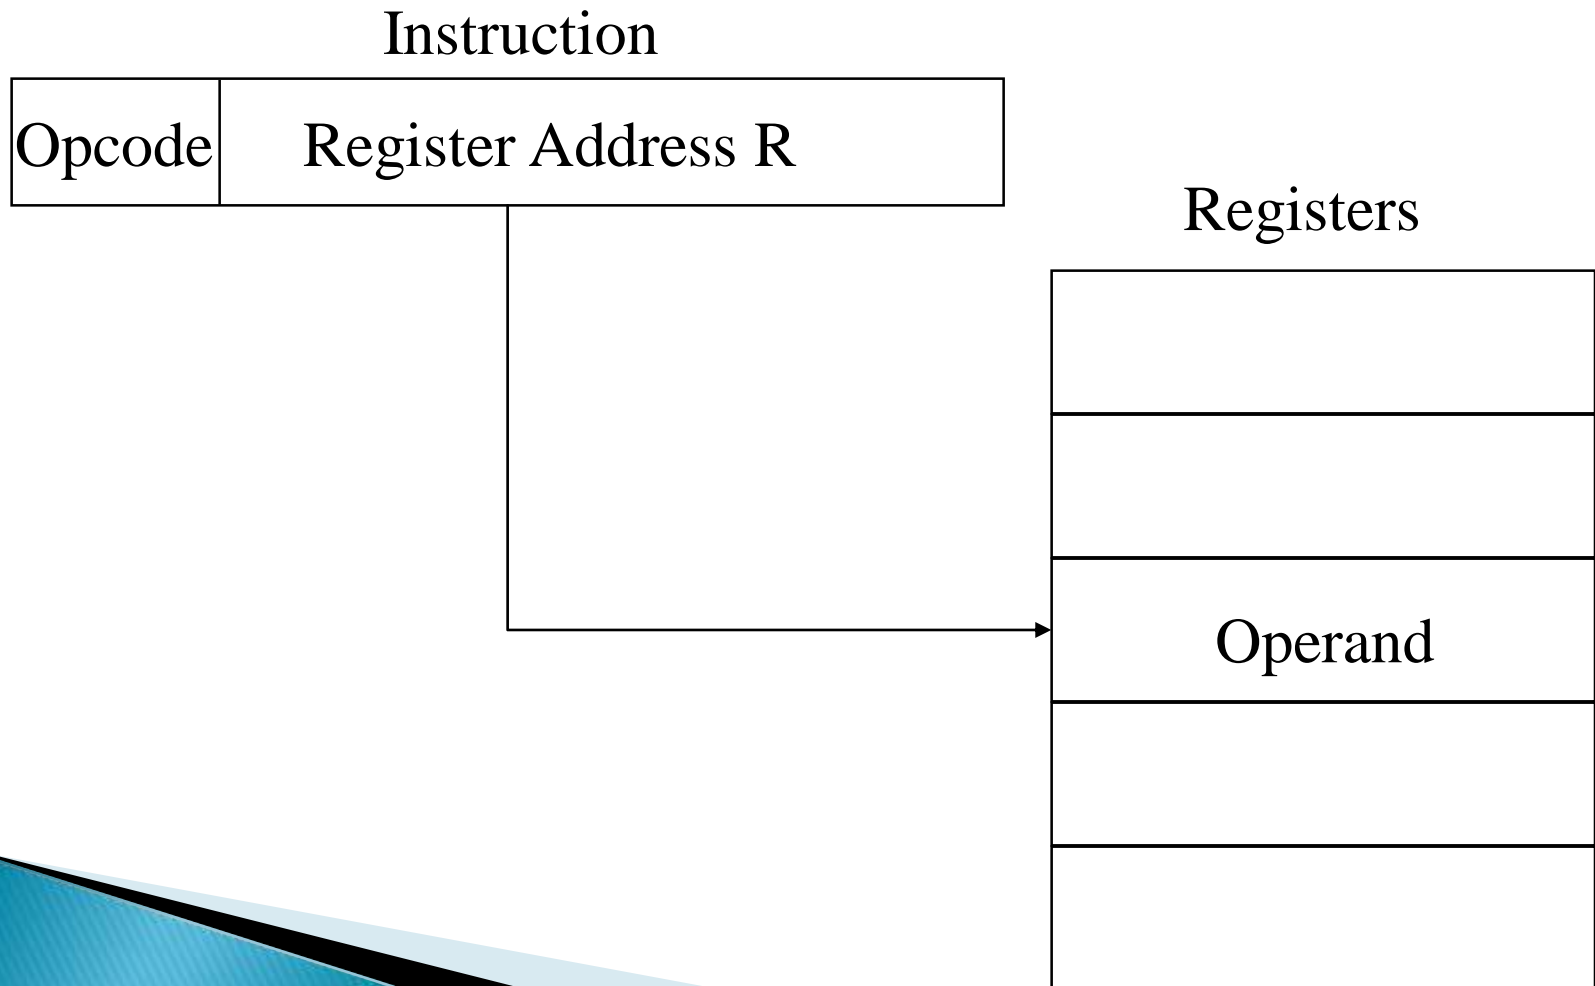 Instruction
Opcode
Register Address R
Registers
Operand